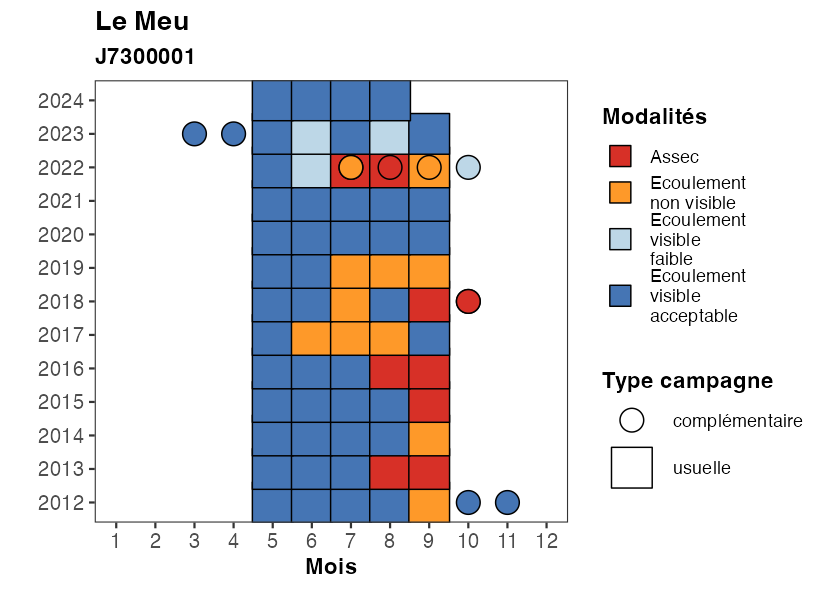 Le Meu
J7300001
2024
2023
2022
2021
2020
2019
2018
2017
2016
2015
2014
2013
2012
1 2 3 4 5 6 7 8 9 10 11 12
Mois
Modalités
Assec
Ecoulement
non visible
Ecoulement
visible
faible
Ecoulement
visible
acceptable
Type campagne
complémentaire
usuelle